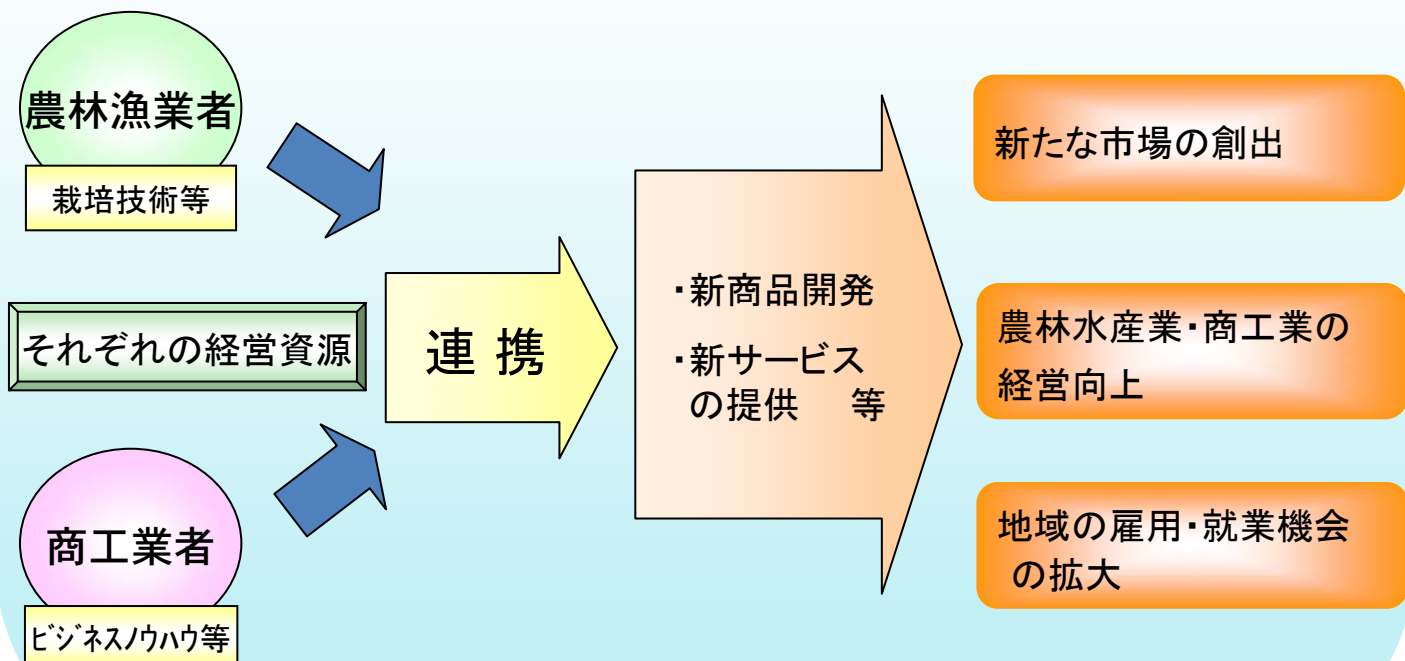 農林漁業者
栽培技術等
それぞれの経営資源
商工業者
ﾋﾞｼﾞﾈｽﾉｳﾊｳ等
連 携
・新商品開発
・新サービス
の提供　等
新たな市場の創出
農林水産業・商工業の
経営向上
地域の雇用・就業機会
の拡大